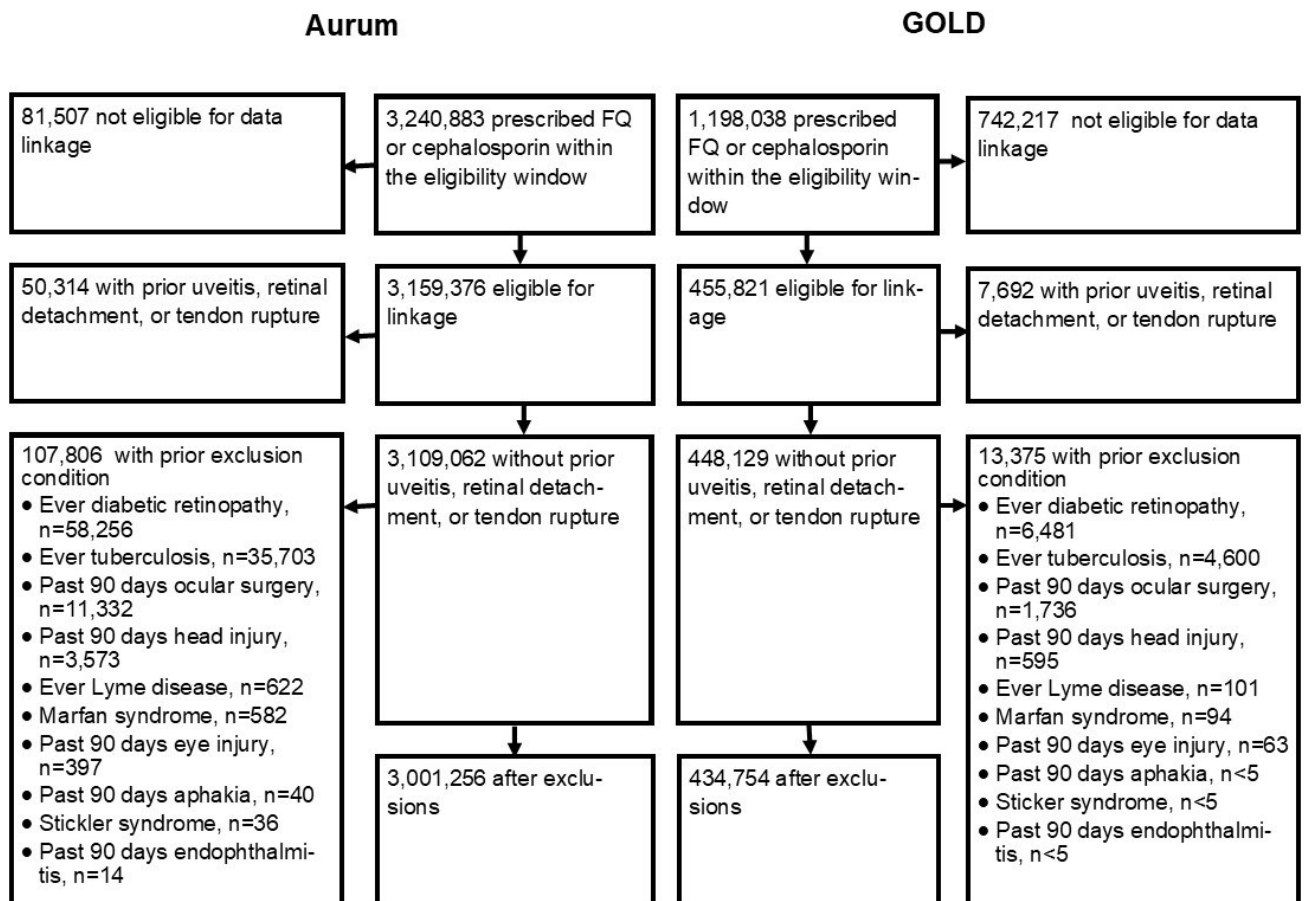 Aurum
GOLD
81,507 not eligible for data
linkage
3,240,883 prescribed FQ
or cephalosporin within
the eligibility window
1,198,038 prescribed
FQ or cephalosporin
within the eligibility win-
dow
742,217 not eligible for data
linkage
50,314 with prior uveitis, retinal
detachment, or tendon rupture
3,159,376 eligible for
linkage
455,821 eligible for link-
age
7,692 with prior uveitis, retinal
detachment, or tendon rupture
107,806 with prior exclusion
condition
• Ever diabetic retinopathy,
n=58,256
• Ever tuberculosis, n=35,703
• Past 90 days ocular surgery,
n=11,332
• Past 90 days head injury,
n=3,573
• Ever Lyme disease, n=622
• Marfan syndrome, n=582
• Past 90 days eye injury,
n=397
• Past 90 days aphakia, n=40
• Stickler syndrome, n=36
• Past 90 days endophthalmi-
tis, n=14
3,109,062 without prior
uveitis, retinal detach-
ment, or tendon rupture
448,129 without prior
uveitis, retinal detach-
ment, or tendon rupture
13,375 with prior exclusion
condition
• Ever diabetic retinopathy,
n=6,481
• Ever tuberculosis, n=4,600
• Past 90 days ocular surgery,
n=1,736
• Past 90 days head injury,
n=595
• Ever Lyme disease, n=101
• Marfan syndrome, n=94
• Past 90 days eye injury, n=63
• Past 90 days aphakia, n<5
• Sticker syndrome, n<5
• Past 90 days endophthalmi-
tis, n<5
3,001,256 after exclu-
sions
434,754 after exclu-
sions